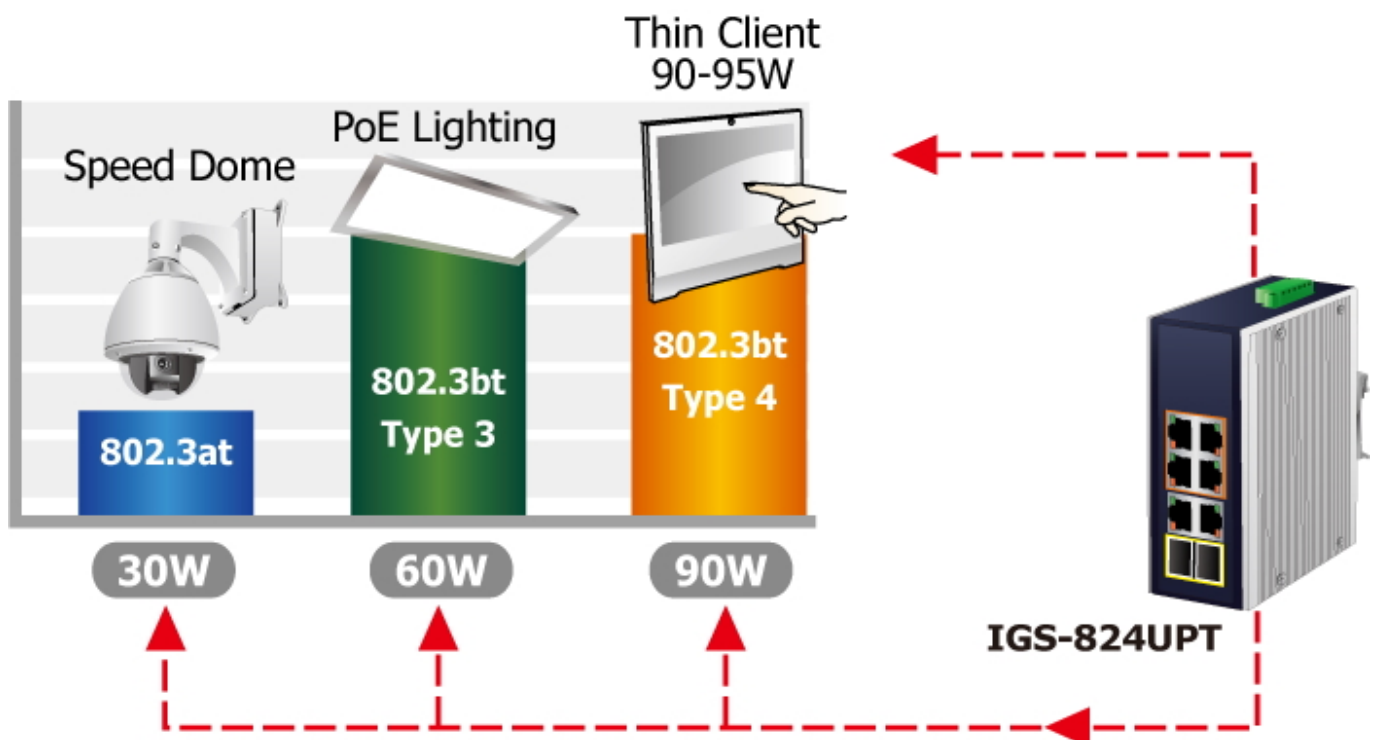 Thin Client
90-95W
PoE Lighting
Speed Dome
802.3at
802.3bt
Type 3
802.3bt
Type 4
30W
60W
90W
IGS-824UPT